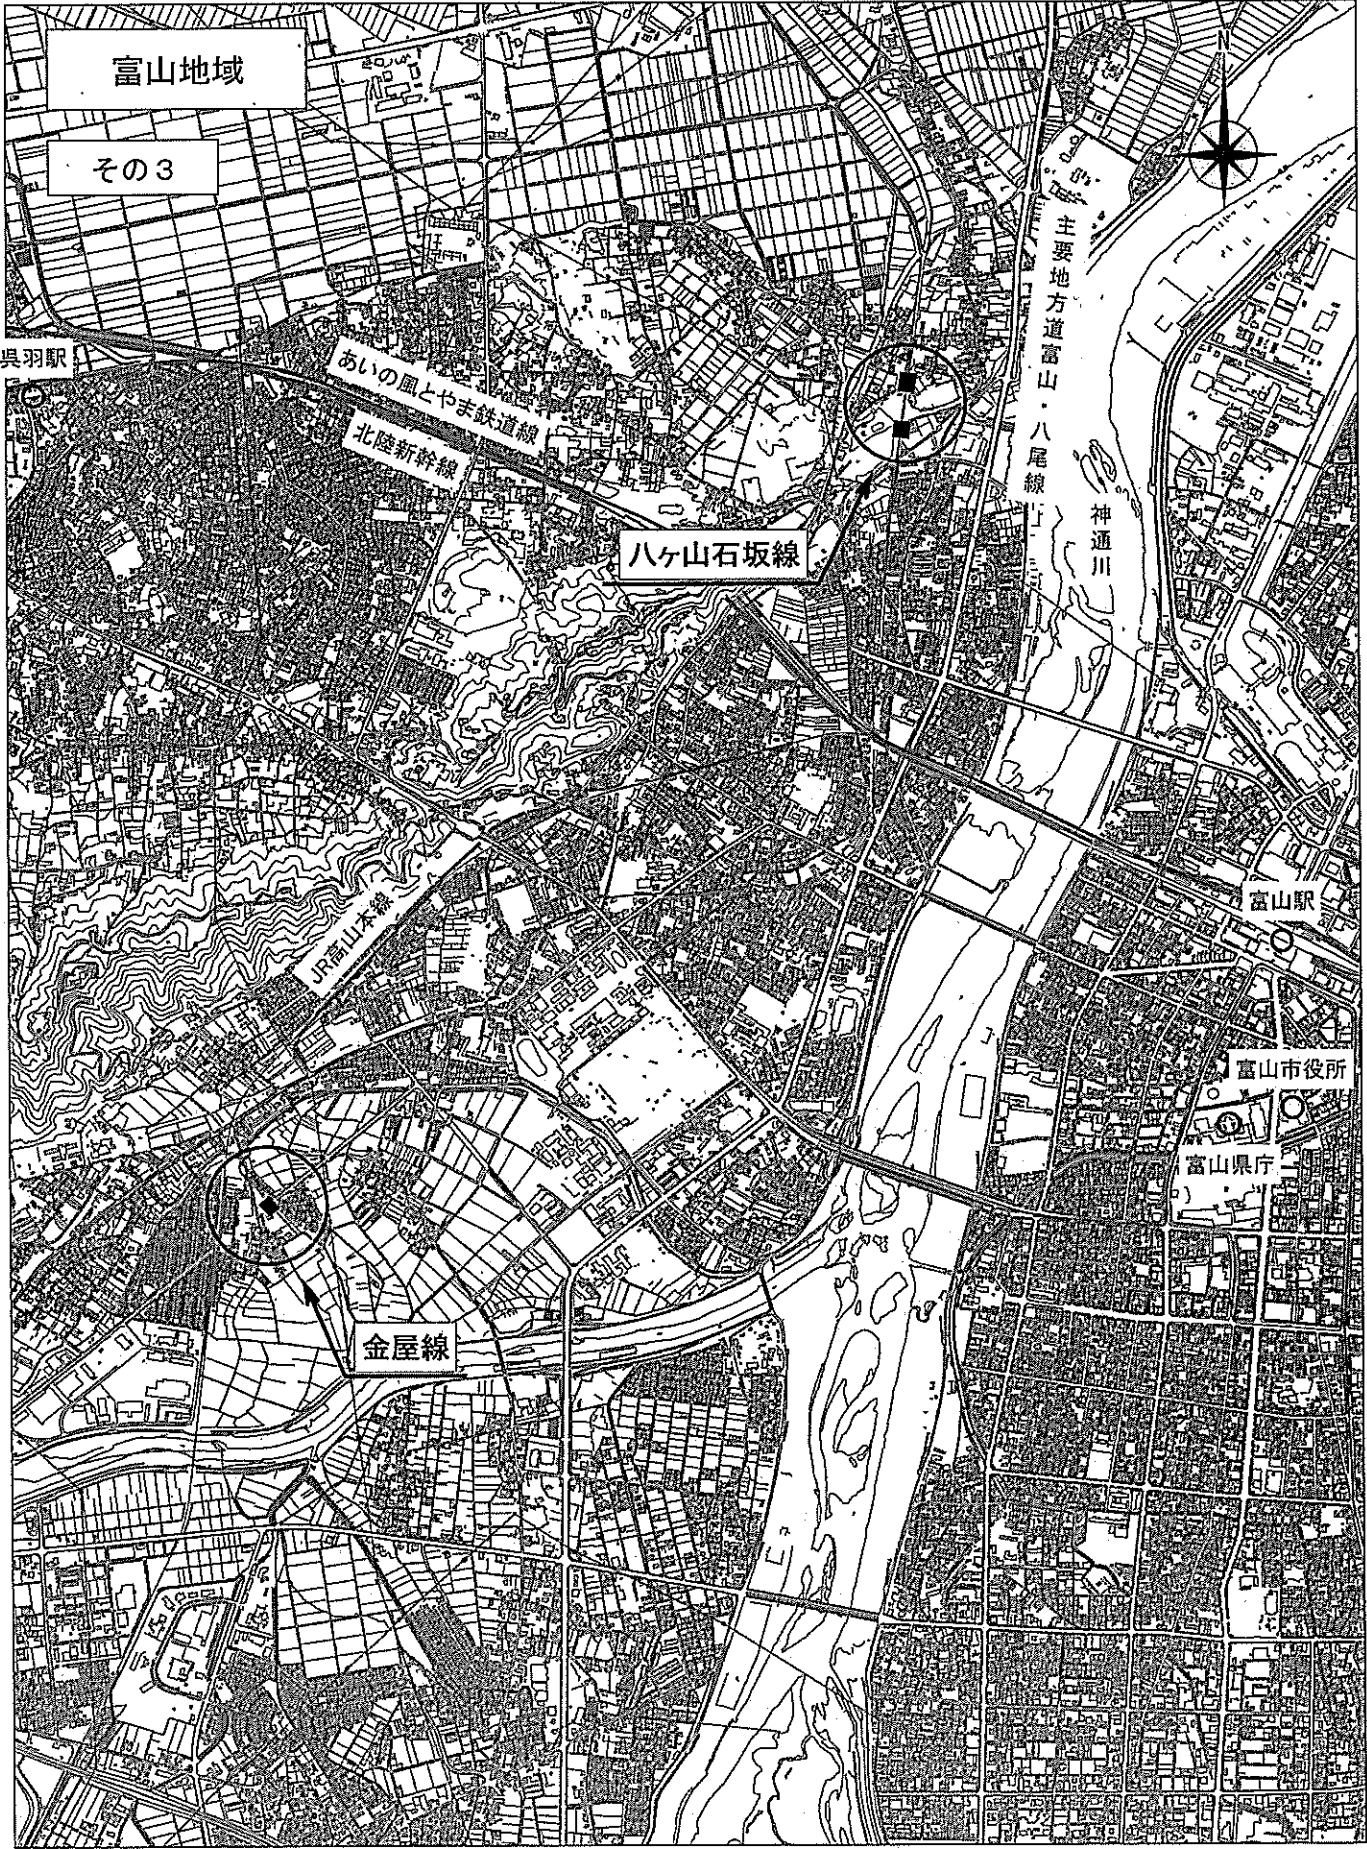 富山地域
その3
N
主要地方道富山・八尾線
呉羽駅
あいの風とやま鉄道線
北陸新幹線
神通川
八ヶ山石坂線
富山駅
JR高山本線
富山市役所
富山県庁
金屋線